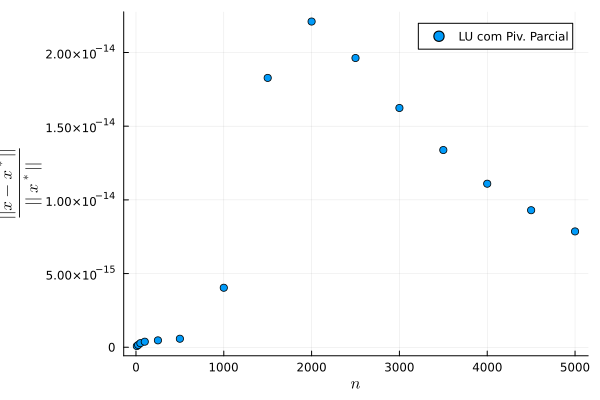 LU com Piv. Parcial
2.00×10⁻¹⁴
1.50×10⁻¹⁴
1.00×10⁻¹⁴
5.00×10⁻¹⁵
0
||x − x*||
||x*||
0 1000 2000 3000 4000 5000
n